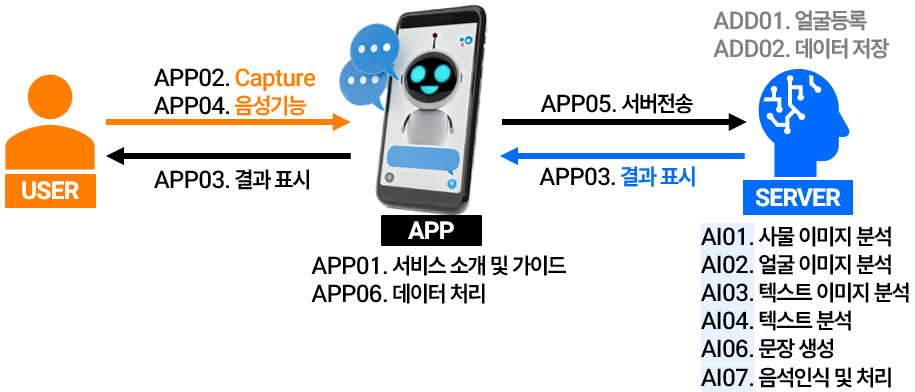 ADD01. 얼굴등록
ADD02. 데이터 저장
APP02. Capture
APP04. 음성기능
APP05. 서버전송
APP03. 결과 표시
APP03. 결과 표시
USER
SERVER
APP
APP01. 서비스 소개 및 가이드
APP06. 데이터 처리
AI01. 사물 이미지 분석
AI02. 얼굴 이미지 분석
AI03. 텍스트 이미지 분석
AI04. 텍스트 분석
AI06. 문장 생성
AI07. 음석인식 및 처리